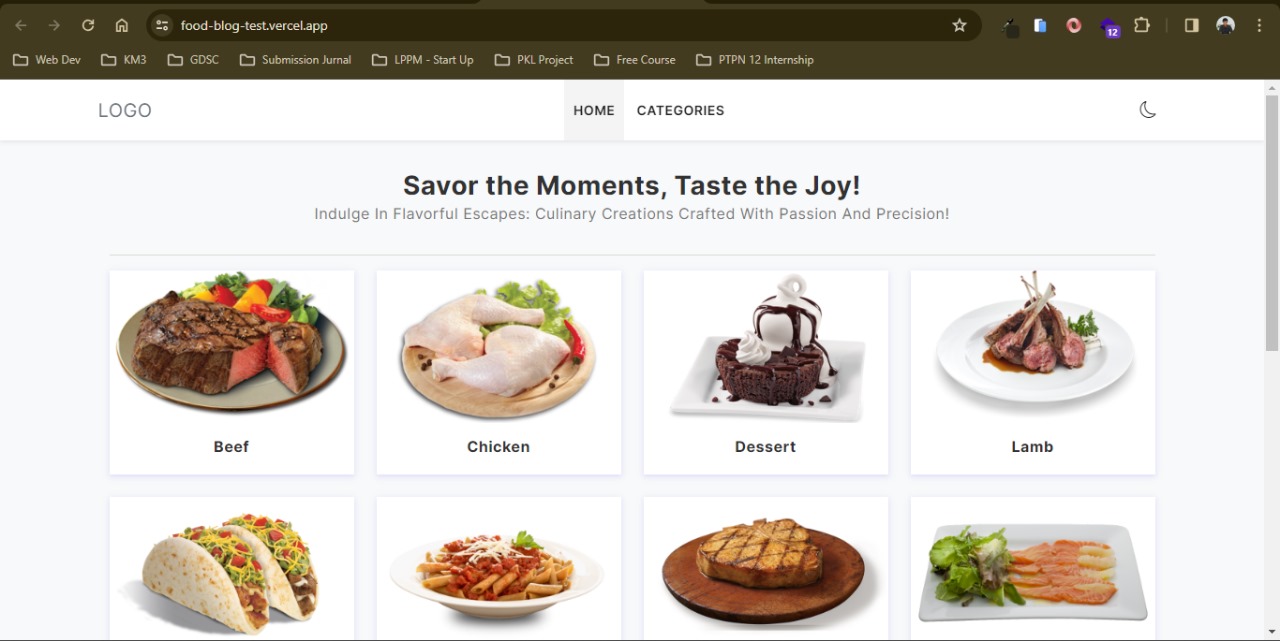 food-blog-test.vercel.app
12
Web Dev KM3 GDSC Submission Jurnal LPPM - Start Up PKL Project Free Course PTPN 12 Internship
LOGO HOME CATEGORIES
Savor the Moments, Taste the Joy!
Indulge In Flavorful Escapes: Culinary Creations Crafted With Passion And Precision!
Beef Chicken Dessert Lamb